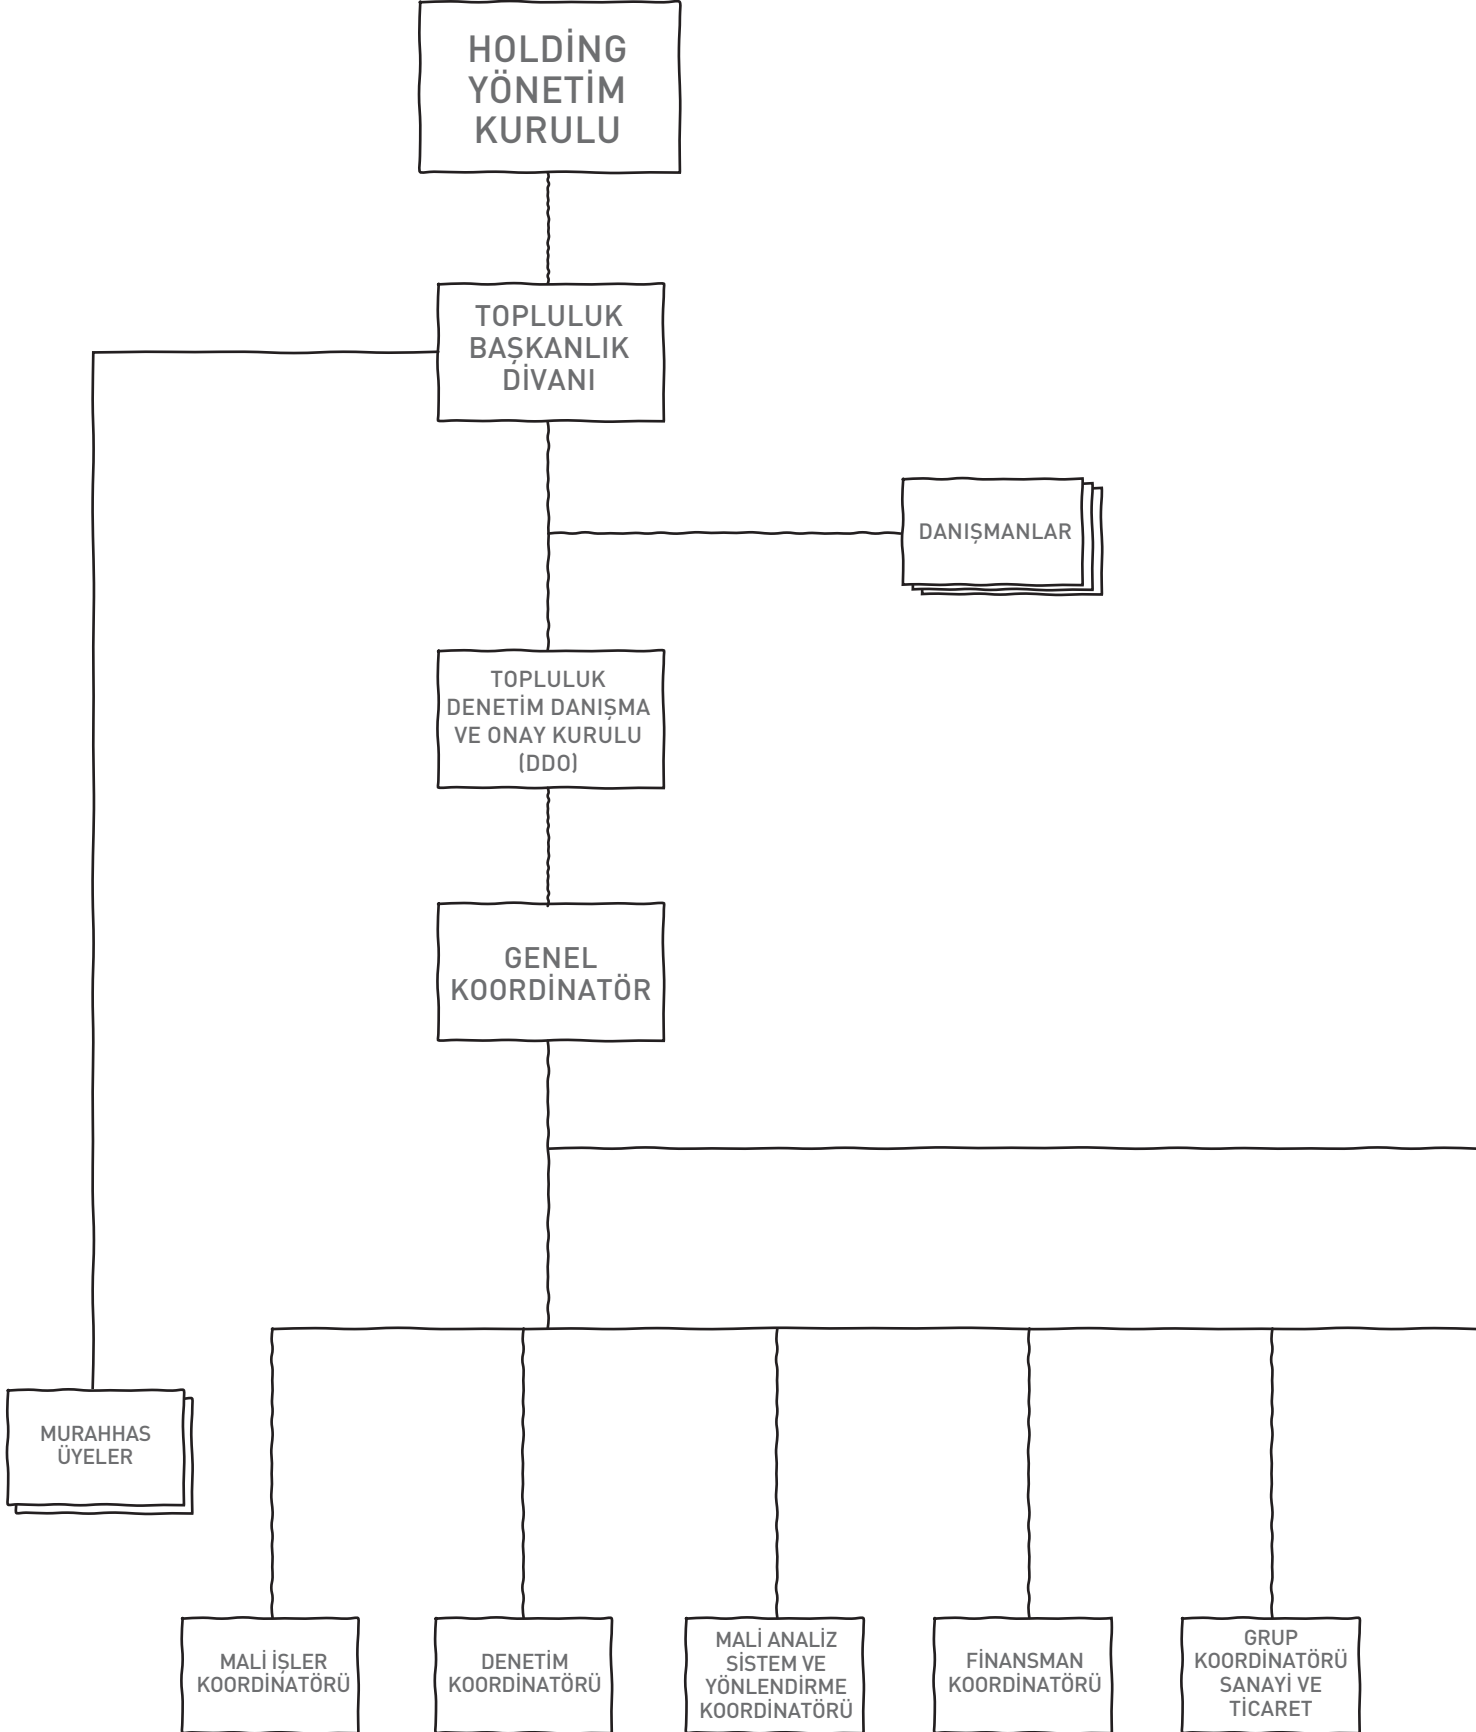 HOLDİNG
YÖNETİM
KURULU
TOPLULUK
BAŞKANLIK
DİVANI
DANIŞMANLAR
TOPLULUK
DENETİM DANIŞMA
VE ONAY KURULU
(DDO)
GENEL
KOORDİNATÖR
MURAHHAS
ÜYELER
MALİ İŞLER
KOORDİNATÖRÜ
DENETİM
KOORDİNATÖRÜ
MALİ ANALİZ
SİSTEM VE
YÖNLENDİRME
KOORDİNATÖRÜ
FİNANSMAN
KOORDİNATÖRÜ
GRUP
KOORDİNATÖRÜ
SANAYİ VE
TİCARET